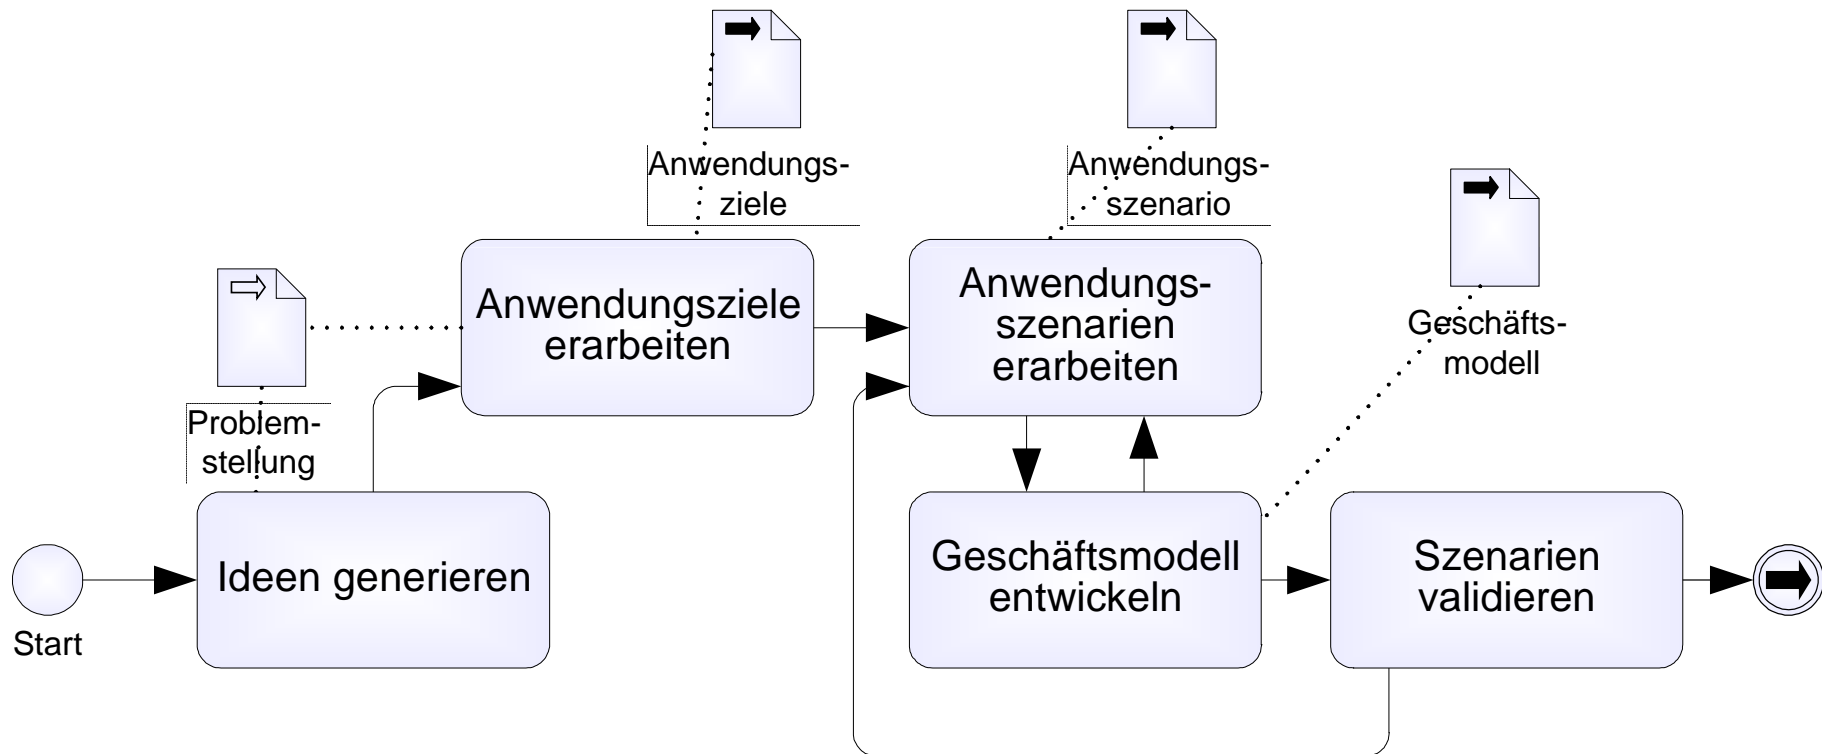 Anwendungs-
ziele
Anwendungs-
szenario
Geschäfts-
modell
Problem-
stellung
Anwendungsziele
erarbeiten
Anwendungs-
szenarien
erarbeiten
Start
Ideen generieren
Geschäftsmodell
entwickeln
Szenarien
validieren